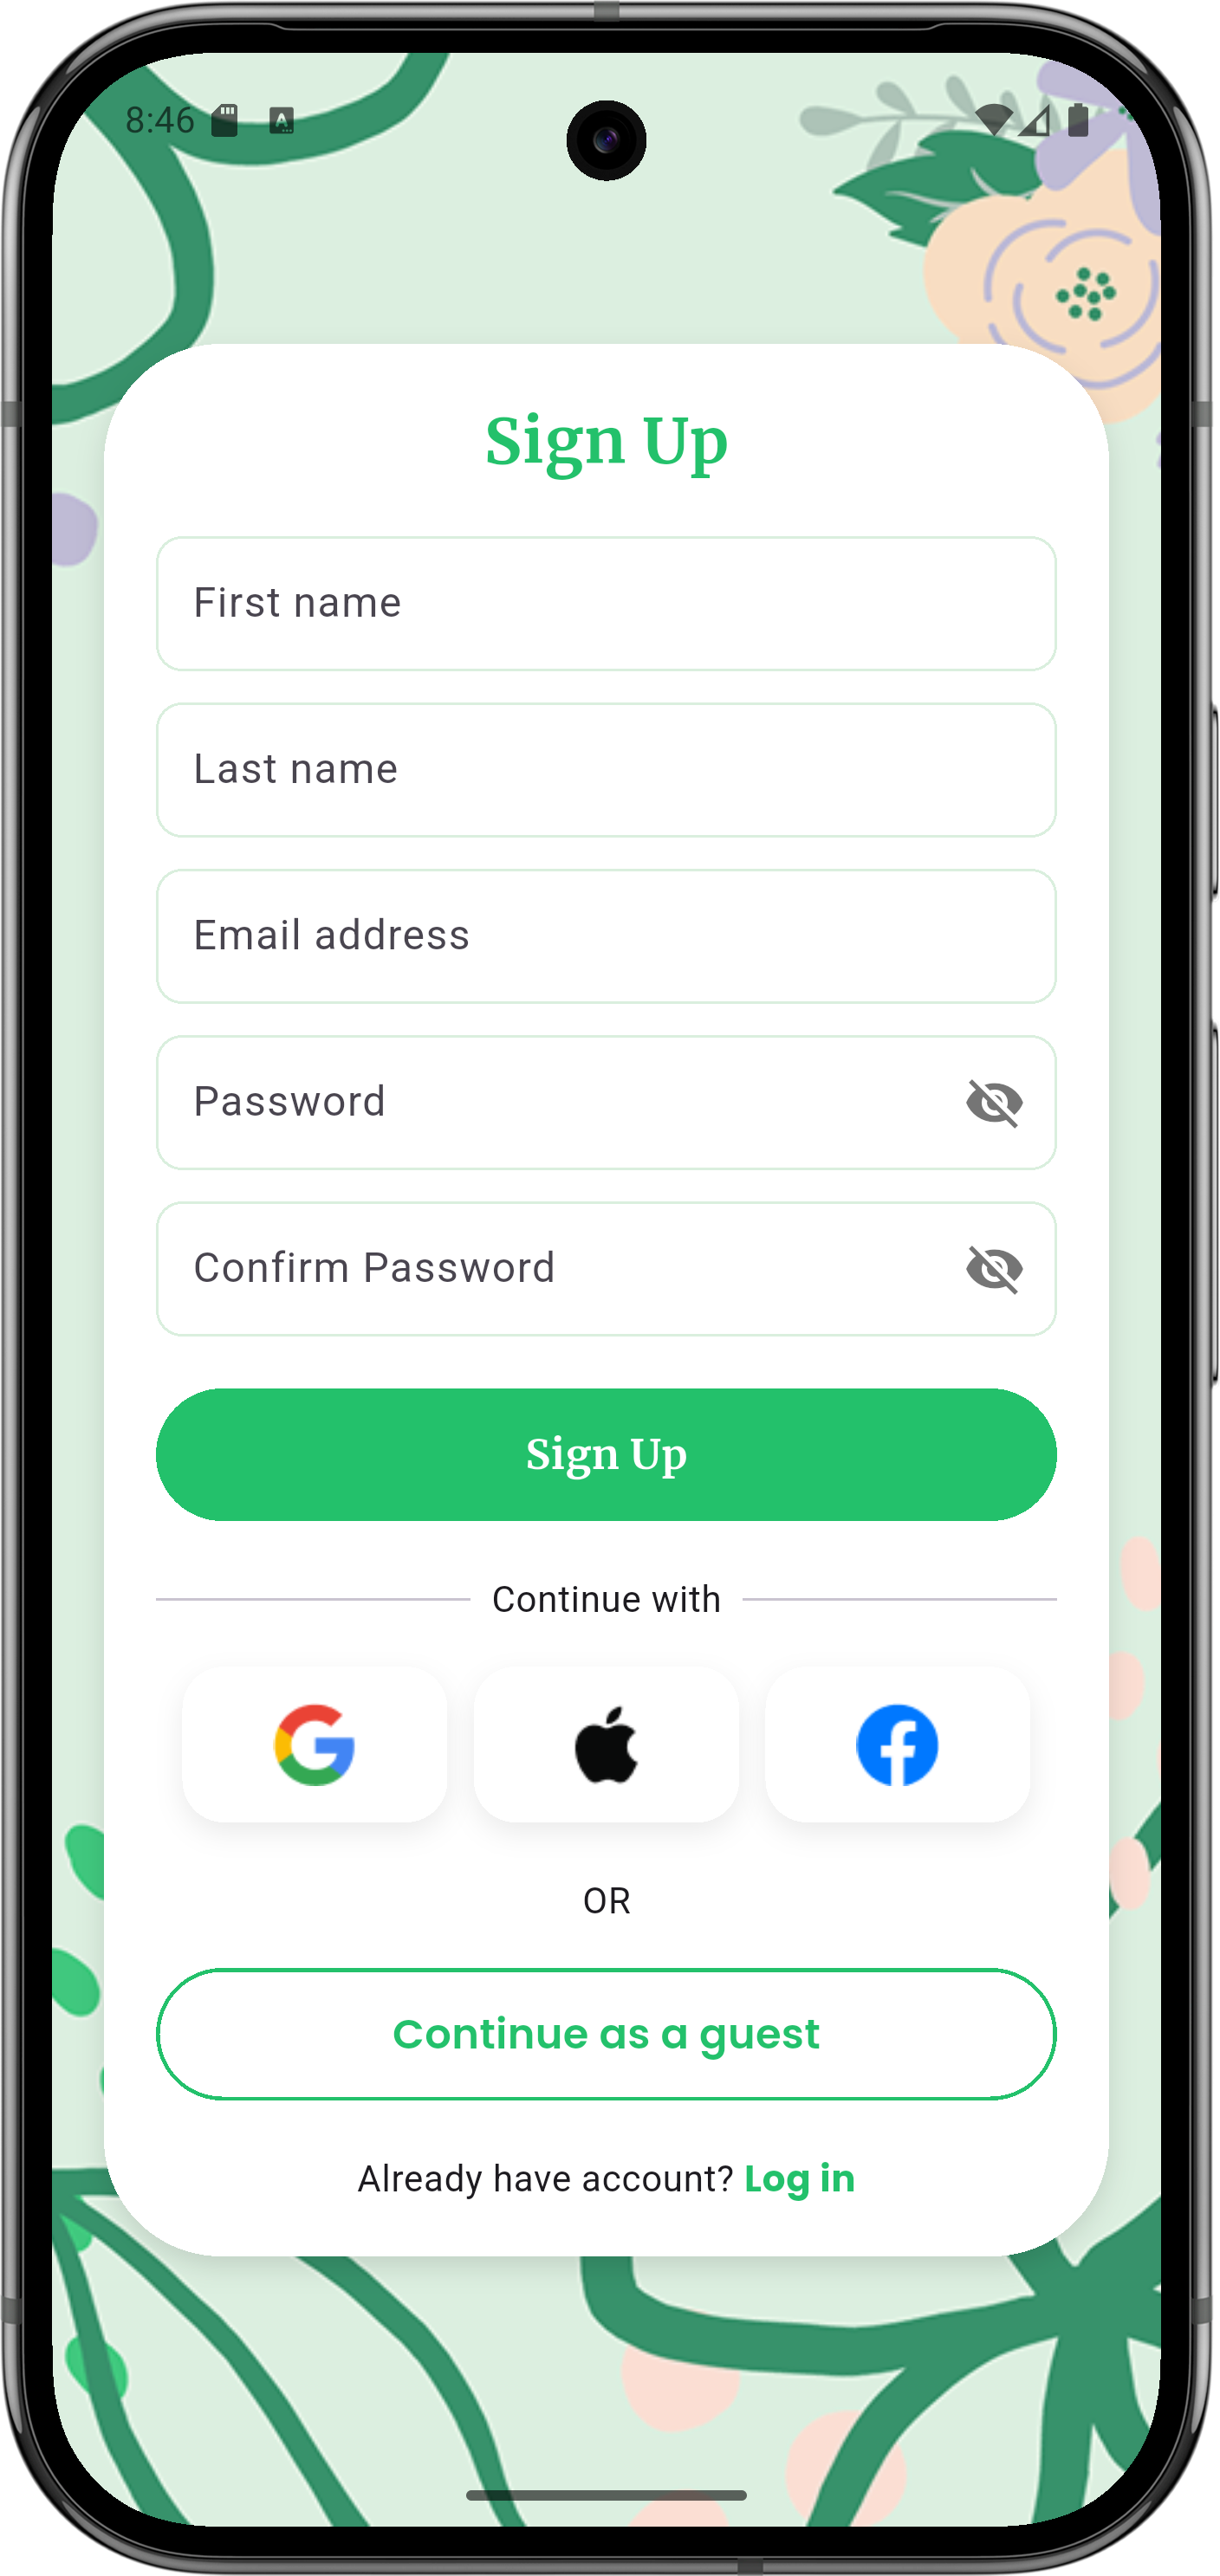 8:46
Sign Up
First name
Last name
Email address
Password
Confirm Password
Sign Up
Continue with
OR
Continue as a guest
Already have account? Log in